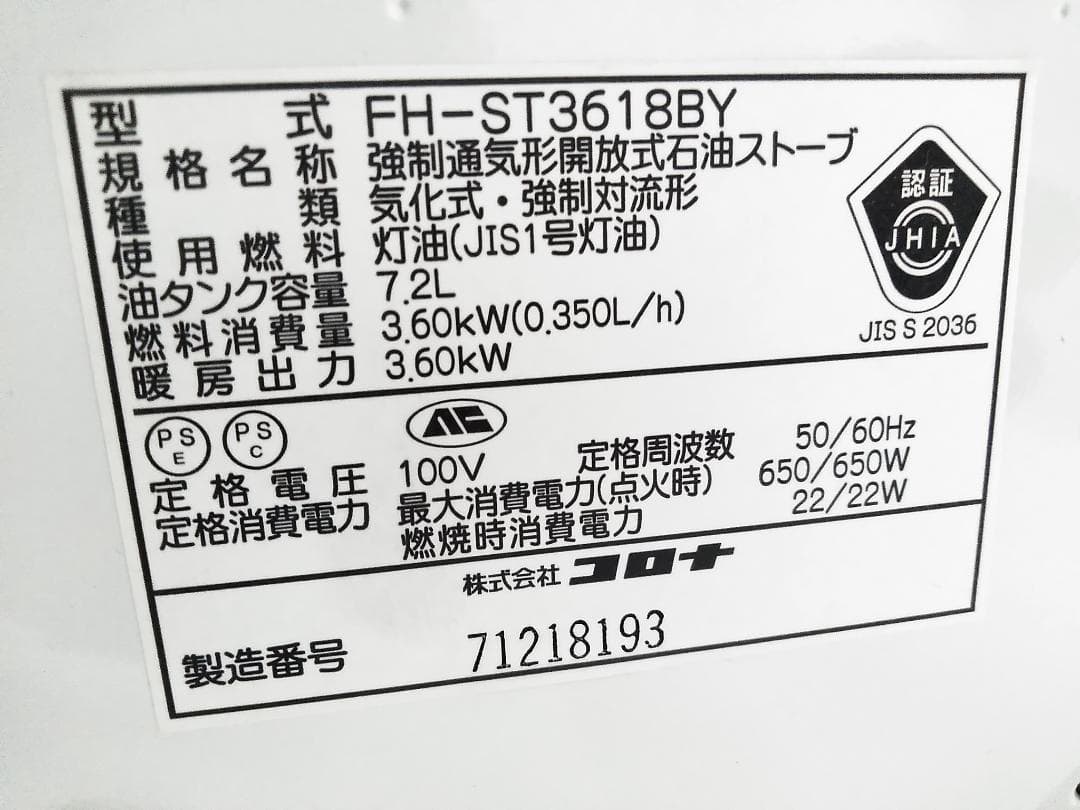 型式 FH-ST3618BY
規格名称 強制通気形開放式石油ストーブ
種類 気化式・強制対流形
使用燃料 灯油(JIS1号灯油)
油タンク容量 7.2L
燃料消費量 3.60kW(0.350L/h)
暖房出力 3.60kW
認証
JHIA
JIS S 2036
PS E PS C
定格電圧 100V 定格周波数 50/60Hz
定格消費電力 最大消費電力(点火時) 650/650W
燃焼時消費電力 22/22W
株式会社 コロナ
製造番号 71218193